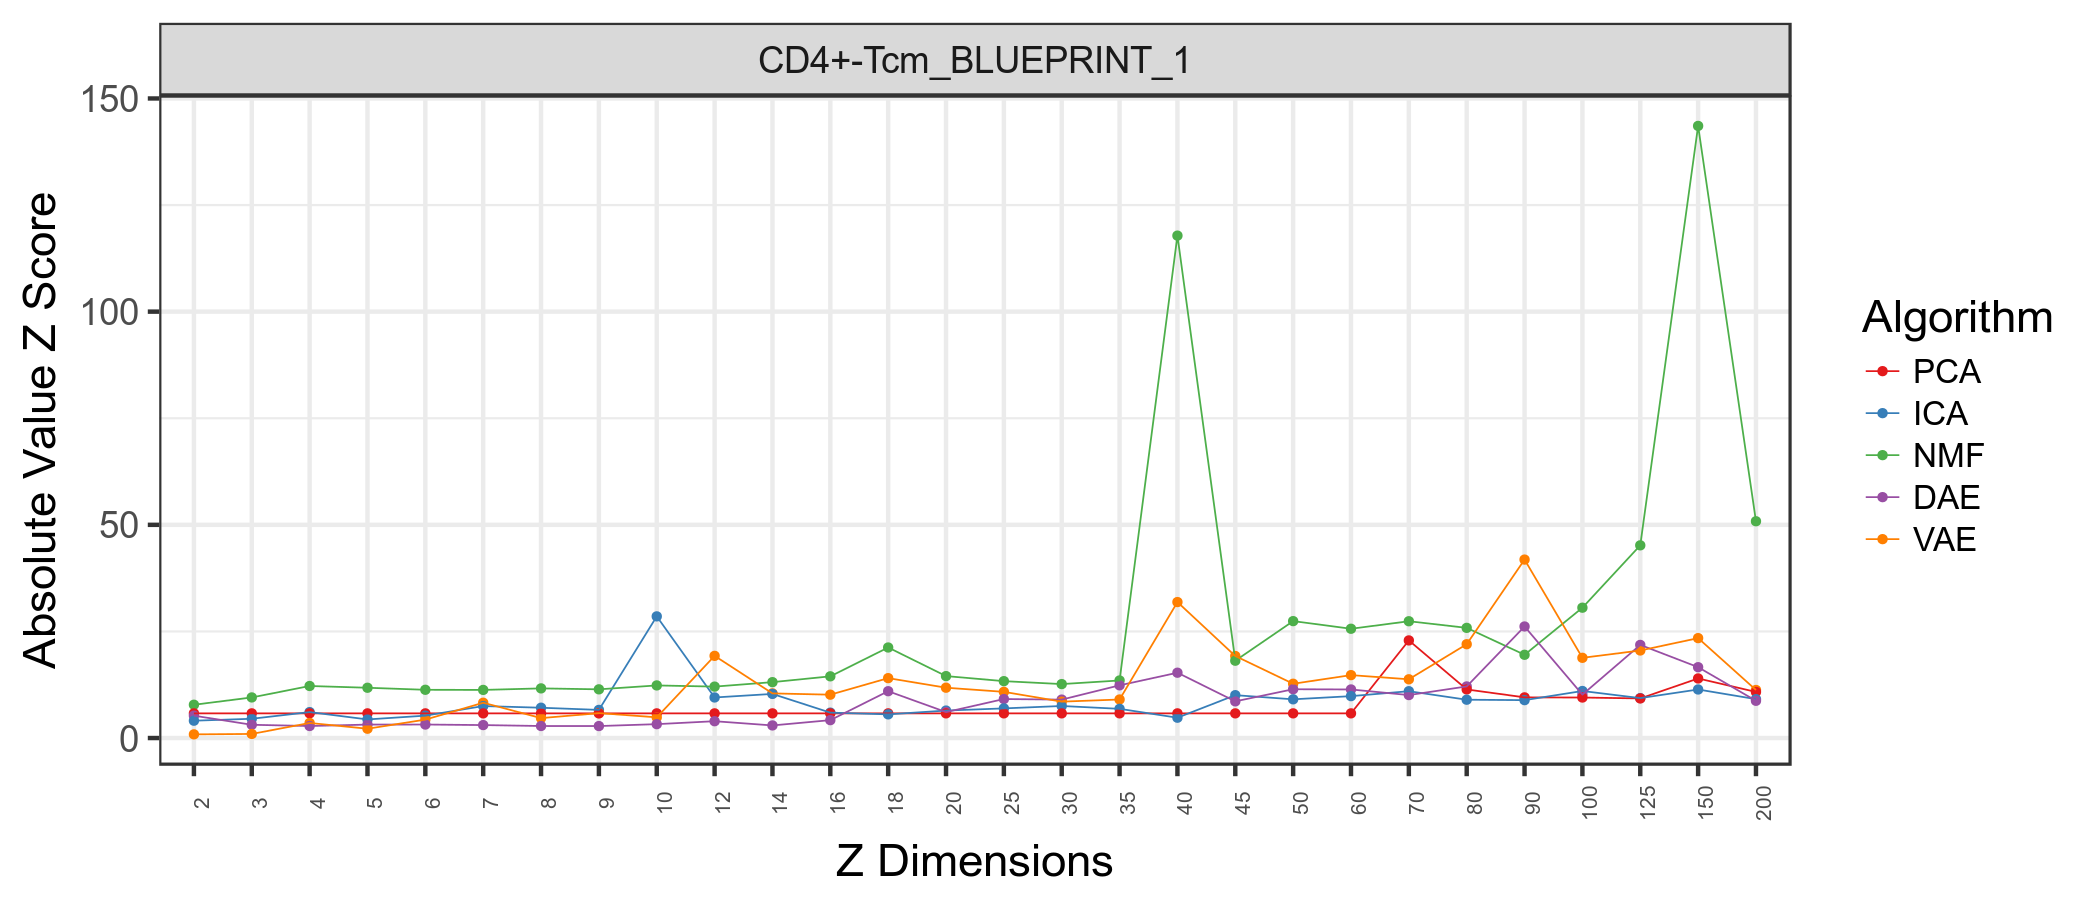 CD4+-Tcm_BLUEPRINT_1
150
100
50
0
Absolute Value Z Score
2 3 4 5 6 7 8 9 10 12 14 16 18 20 25 30 35 40 45 50 60 70 80 90 100 125 150 200
Z Dimensions
Algorithm
PCA
ICA
NMF
DAE
VAE